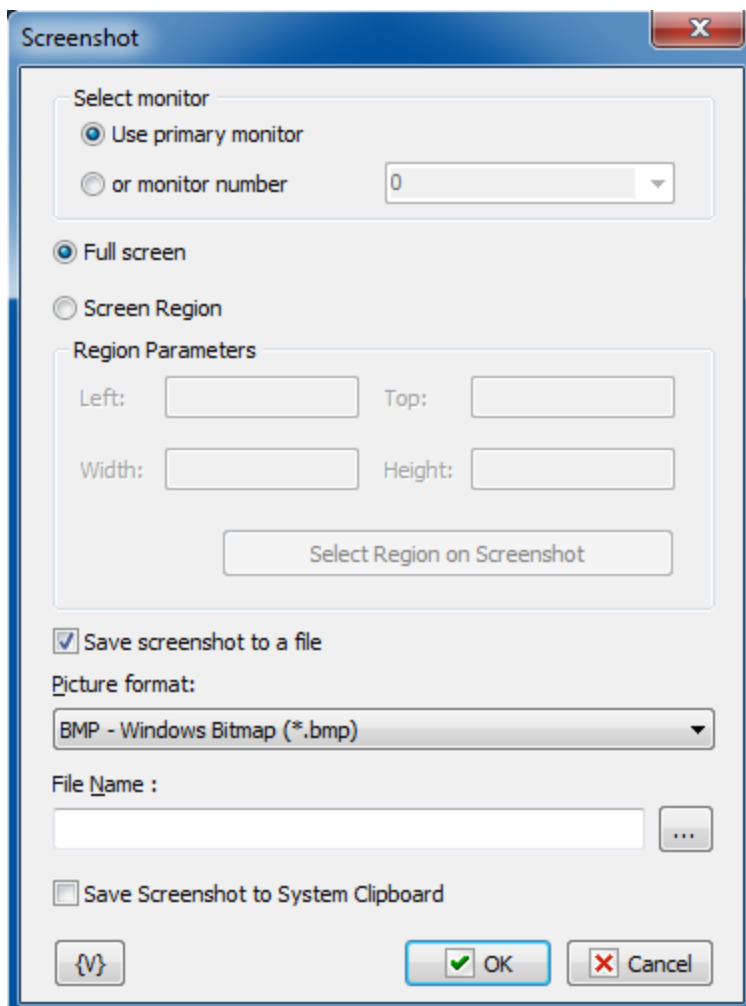 Screenshot
Select monitor
Use primary monitor
or monitor number 0
Full screen
Screen Region
Region Parameters
Left: Top:
Width: Height:
Select Region on Screenshot
Save screenshot to a file
Picture format:
BMP - Windows Bitmap (*.bmp)
File Name :
...
Save Screenshot to System Clipboard
{V} OK Cancel